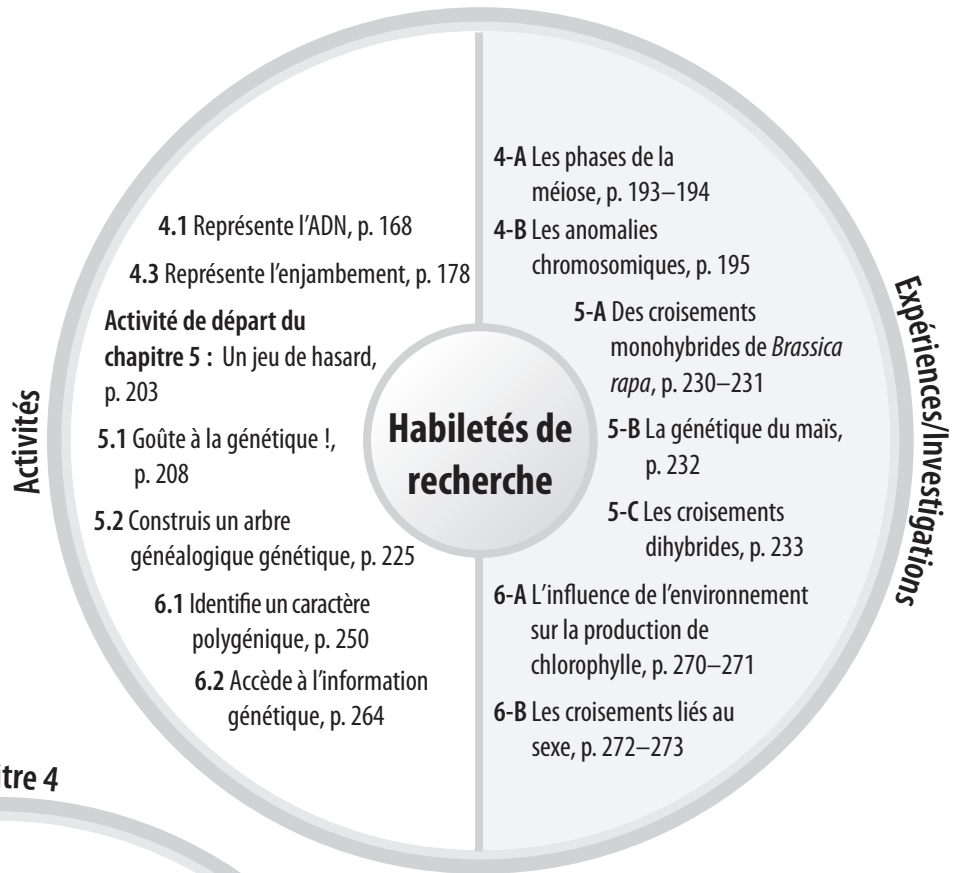 Activités
4.1 Représente l'ADN, p. 168
4.3 Représente l'enjambement, p. 178
Activité de départ du
chapitre 5 : Un jeu de hasard,
p. 203
5.1 Goûte à la génétique !,
p. 208
5.2 Construis un arbre
généalogique génétique, p. 225
6.1 Identifie un caractère
polygénique, p. 250
6.2 Accède à l'information
génétique, p. 264
Habiletés de
recherche
4-A Les phases de la
méiose, p. 193–194
4-B Les anomalies
chromosomiques, p. 195
5-A Des croisements
monohybrides de Brassica
rapa, p. 230–231
5-B La génétique du maïs,
p. 232
5-C Les croisements
dihybrides, p. 233
6-A L'influence de l'environnement
sur la production de
chlorophylle, p. 270–271
6-B Les croisements liés au
sexe, p. 272–273
Expériences/Investigations
itre 4